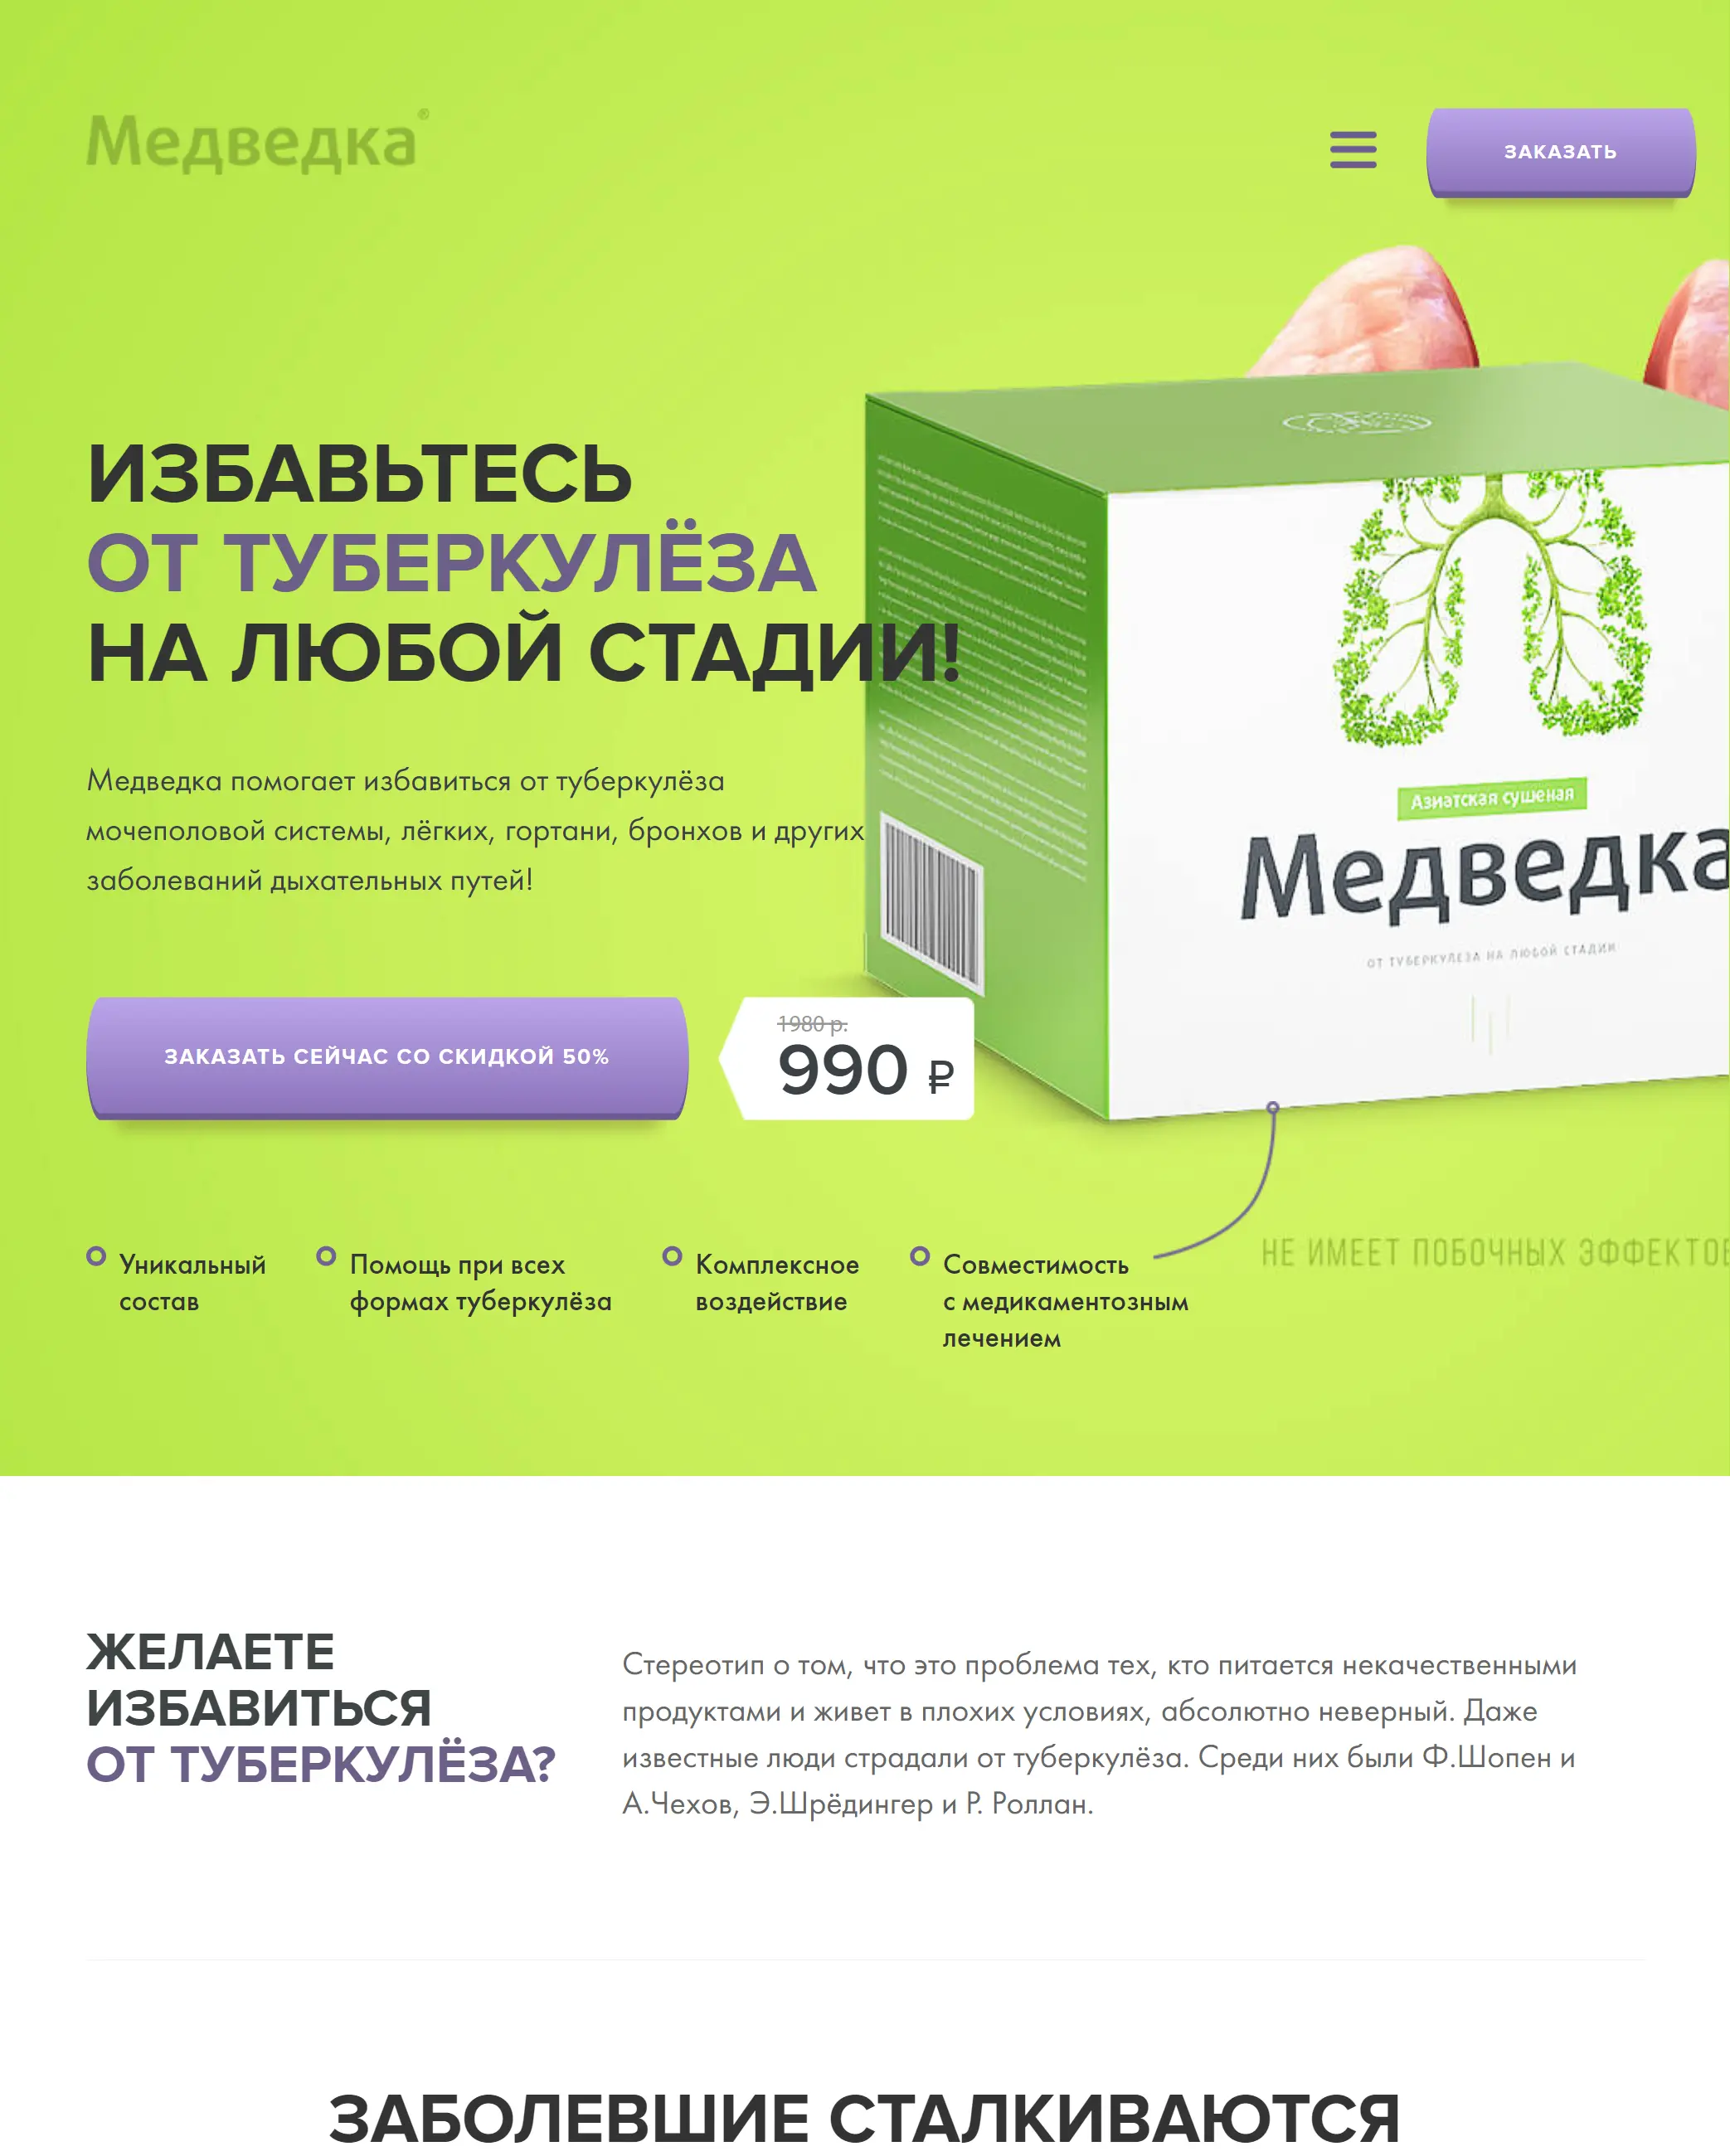 Медведка®
ЗАКАЗАТЬ
ИЗБАВЬТЕСЬ
ОТ ТУБЕРКУЛЁЗА
НА ЛЮБОЙ СТАДИИ!
Медведка помогает избавиться от туберкулёза
мочеполовой системы, лёгких, гортани, бронхов и других
заболеваний дыхательных путей!
Азиатская сушеная
Медведка
ОТ ТУБЕРКУЛЕЗА НА ЛЮБОЙ СТАДИИ
ЗАКАЗАТЬ СЕЙЧАС СО СКИДКОЙ 50%
1980 р.
990 ₽
Уникальный
состав
Помощь при всех
формах туберкулёза
Комплексное
воздействие
Совместимость
с медикаментозным
лечением
НЕ ИМЕЕТ ПОБОЧНЫХ ЭФФЕКТОВ
ЖЕЛАЕТЕ
ИЗБАВИТЬСЯ
ОТ ТУБЕРКУЛЁЗА?
Стереотип о том, что это проблема тех, кто питается некачественными
продуктами и живет в плохих условиях, абсолютно неверный. Даже
известные люди страдали от туберкулёза. Среди них были Ф.Шопен и
А.Чехов, Э.Шрёдингер и Р. Роллан.
ЗАБОЛЕВШИЕ СТАЛКИВАЮТСЯ